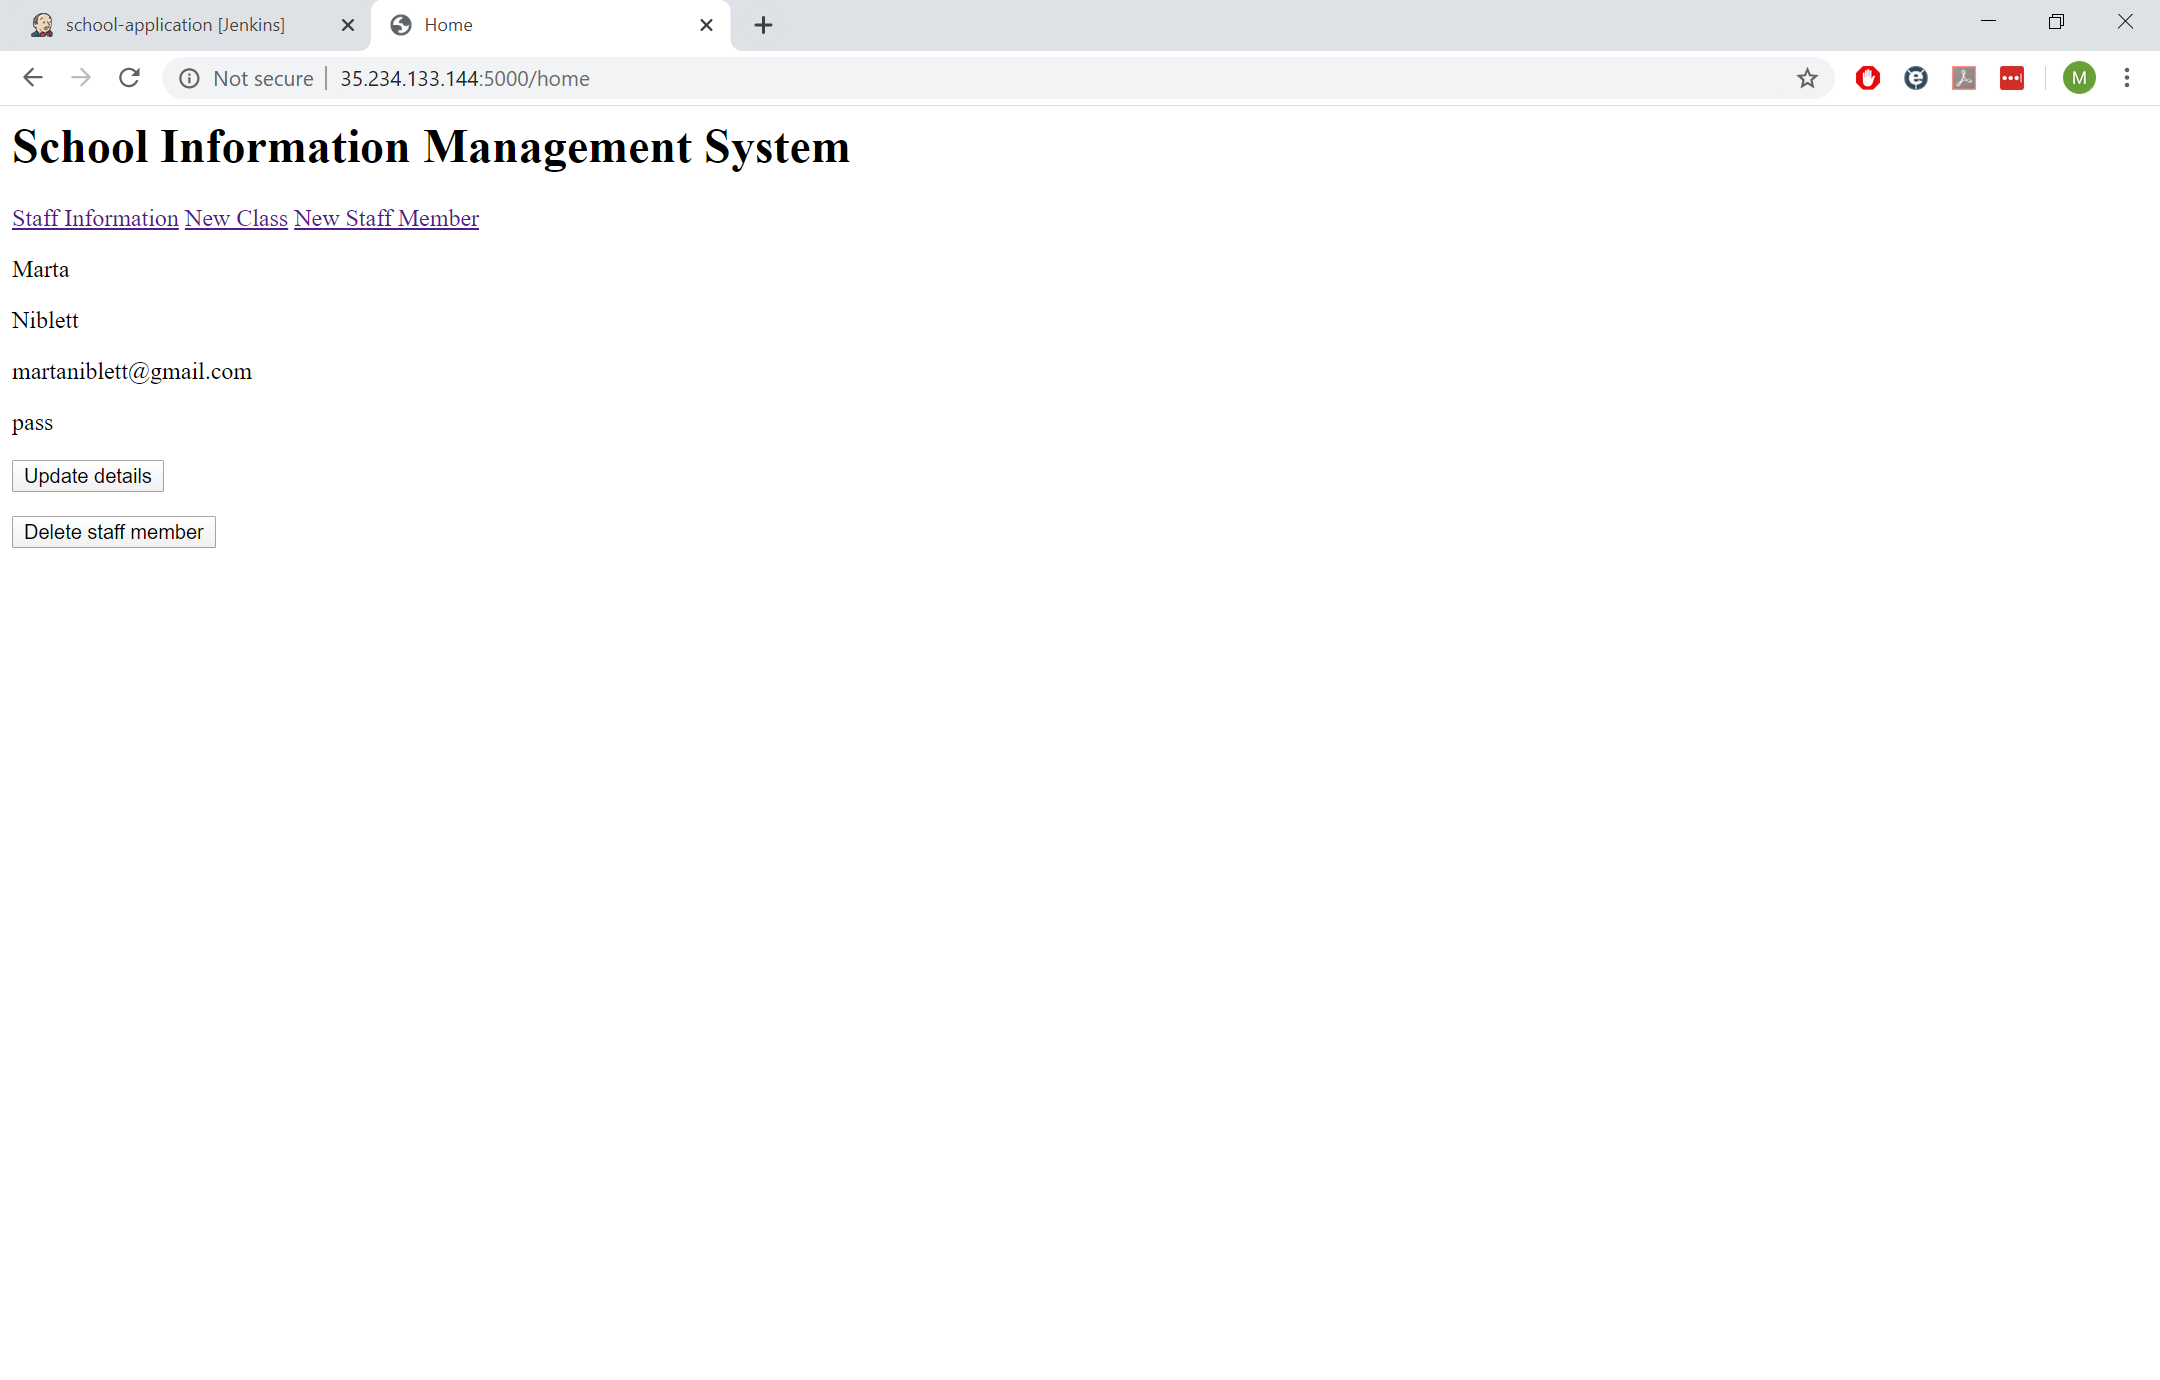 school-application [Jenkins]
Home
Not secure
35.234.133.144:5000/home
M
School Information Management System
Staff Information New Class New Staff Member
Marta
Niblett
martaniblett@gmail.com
pass
Update details
Delete staff member